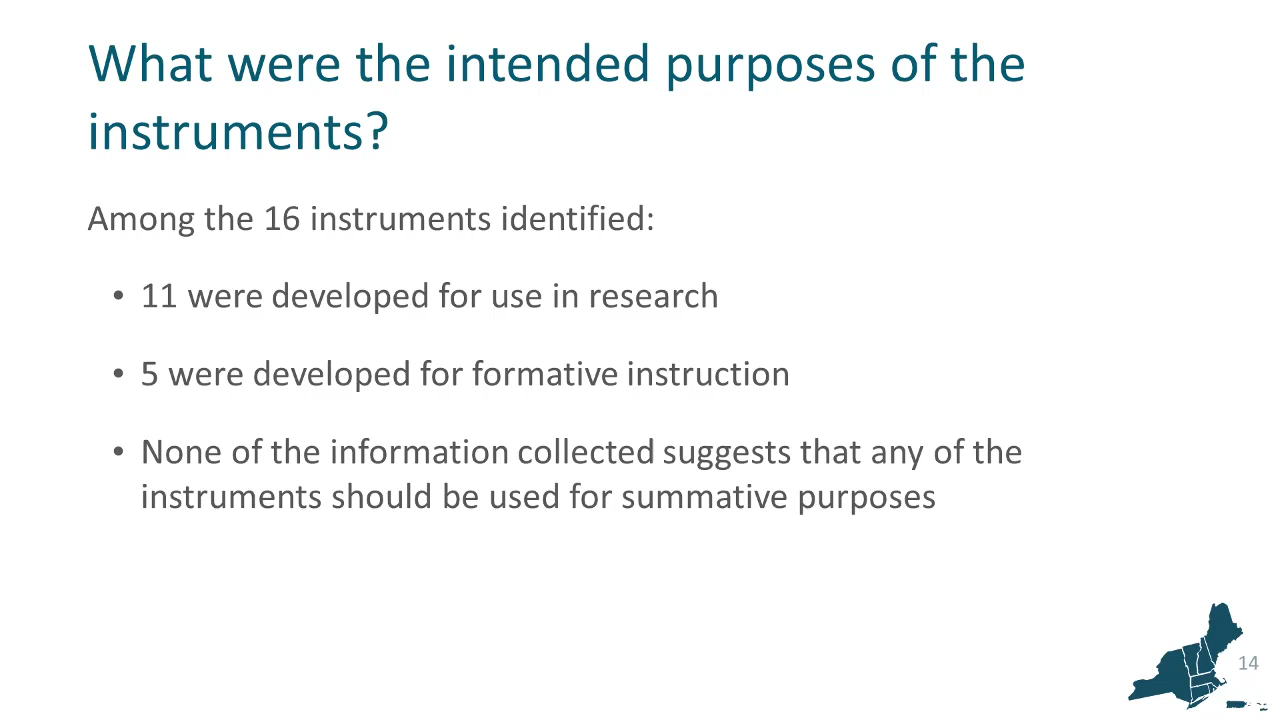 What were the intended purposes of the
instruments?
Among the 16 instruments identified:
• 11 were developed for use in research
• 5 were developed for formative instruction
• None of the information collected suggests that any of the
instruments should be used for summative purposes
14